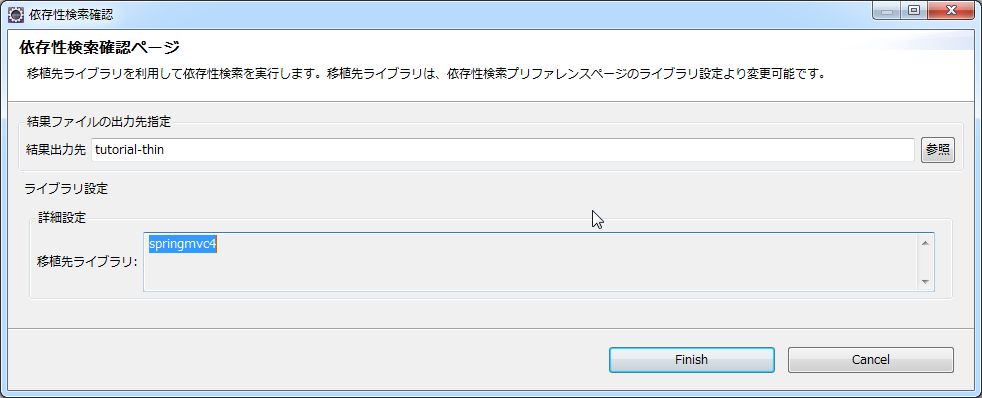 依存性検索確認
依存性検索確認ページ
移植先ライブラリを利用して依存性検索を実行します。移植先ライブラリは、依存性検索プリファレンスページのライブラリ設定より変更可能です。
結果ファイルの出力先指定
結果出力先 tutorial-thin 参照
ライブラリ設定
詳細設定
移植先ライブラリ: springmvc4
Finish Cancel